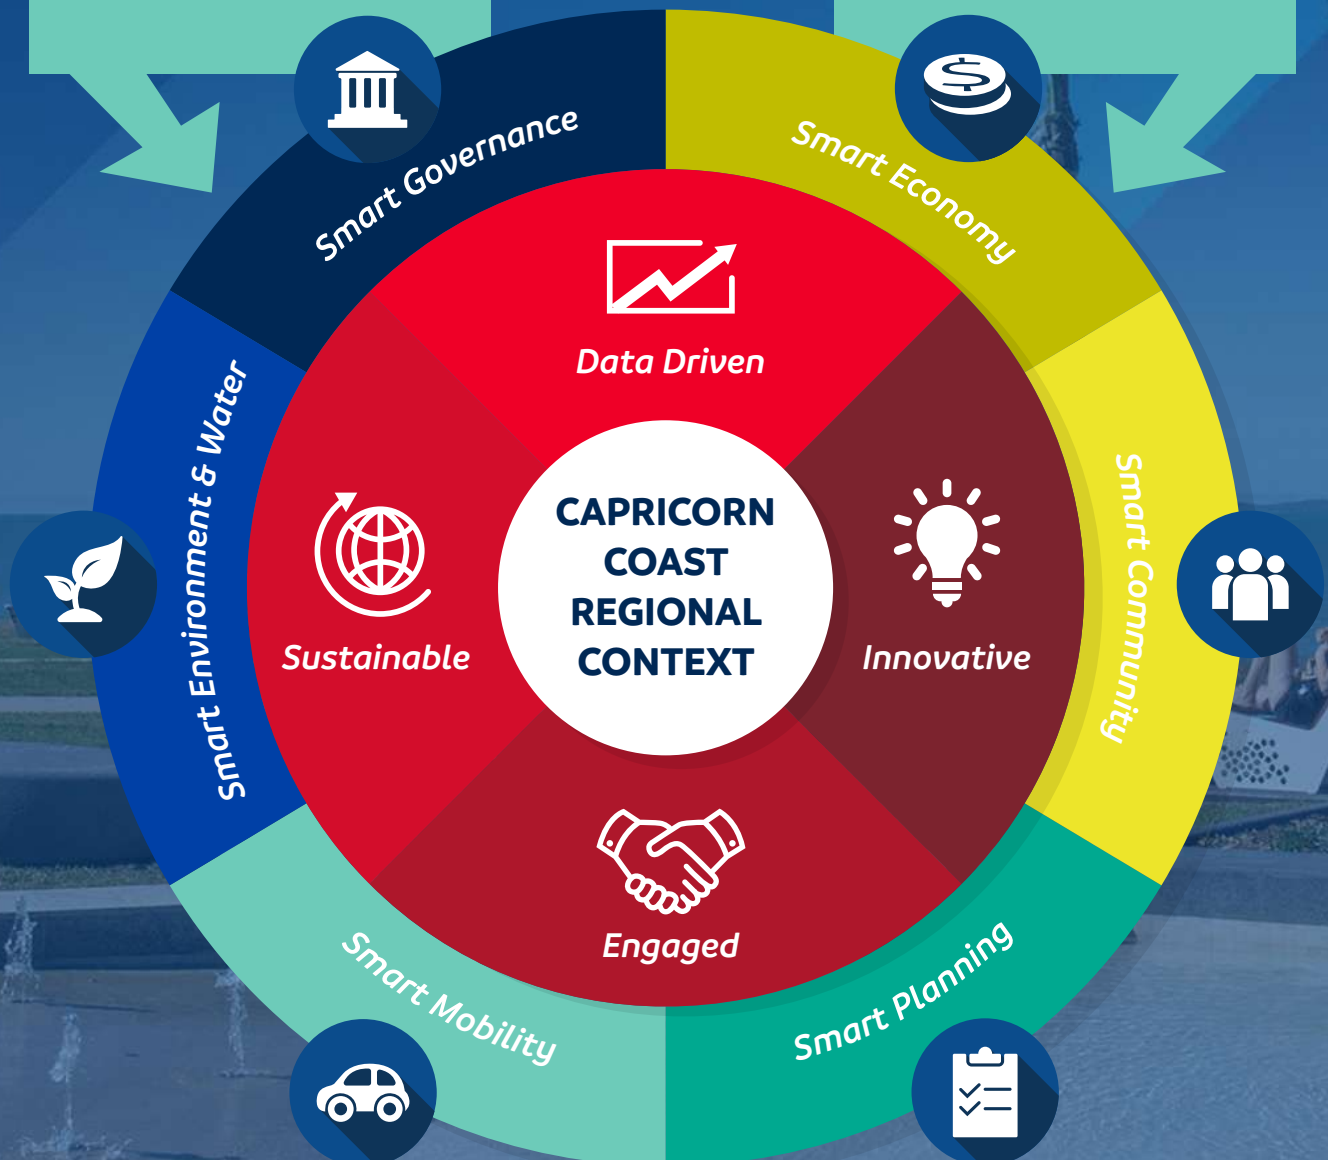 Smart Governance
Smart Economy
Data Driven
Smart Environment & Water
CAPRICORN
COAST
REGIONAL
CONTEXT
Smart Community
Sustainable
Innovative
Engaged
Smart Mobility
Smart Planning